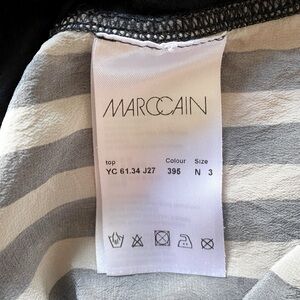 MARCCAIN
top Colour Size
YC 61.34 J27 395 N 3